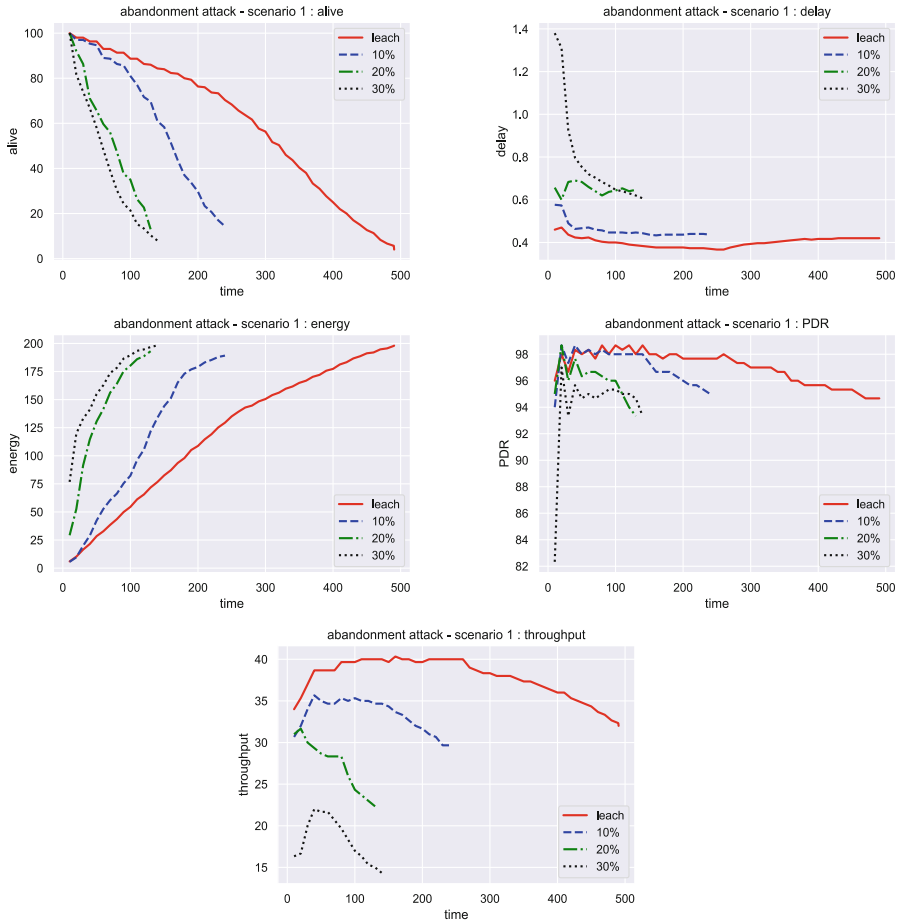 abandonment attack - scenario 1 : alive
100
80
60
40
20
0
alive
0 100 200 300 400 500
time
leach
10%
20%
30%
abandonment attack - scenario 1 : delay
1.4
1.2
1.0
0.8
0.6
0.4
delay
0 100 200 300 400 500
time
leach
10%
20%
30%
abandonment attack - scenario 1 : energy
200
175
150
125
100
75
50
25
0
energy
0 100 200 300 400 500
time
leach
10%
20%
30%
abandonment attack - scenario 1 : PDR
98
96
94
92
90
88
86
84
82
PDR
0 100 200 300 400 500
time
leach
10%
20%
30%
abandonment attack - scenario 1 : throughput
40
35
30
25
20
15
throughput
0 100 200 300 400 500
time
leach
10%
20%
30%